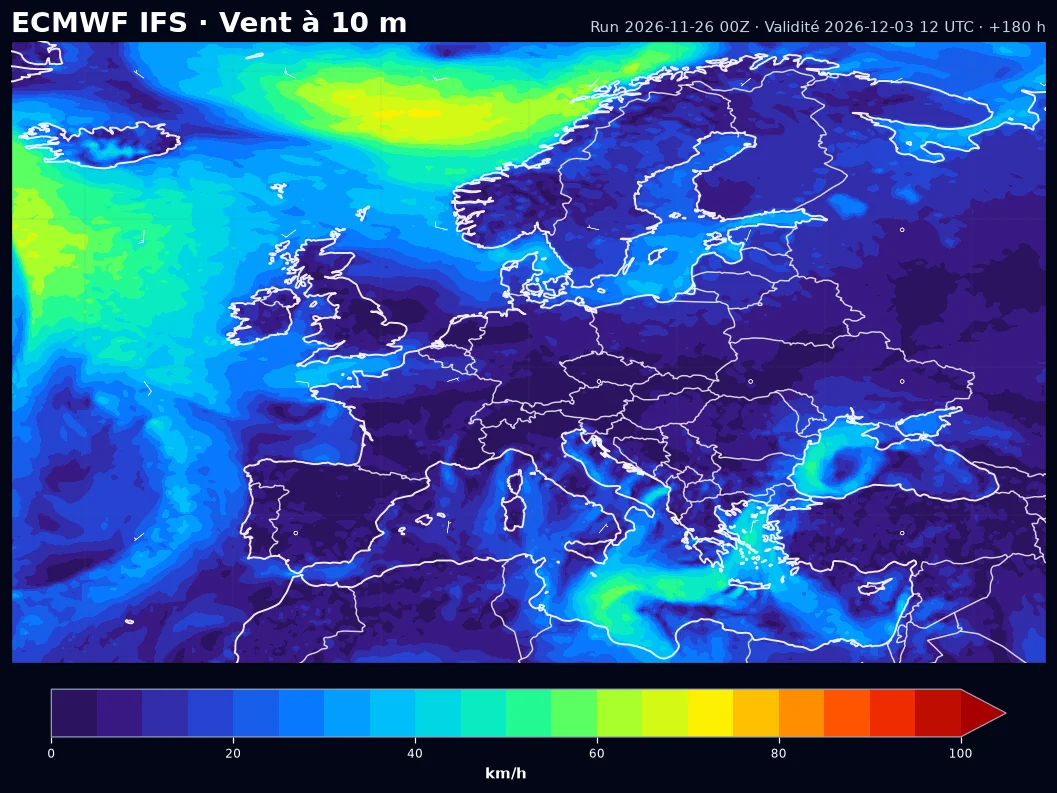 ECMWF IFS · Vent à 10 m
Run 2026-11-26 00Z · Validité 2026-12-03 12 UTC · +180 h
0 20 40 60 80 100
km/h